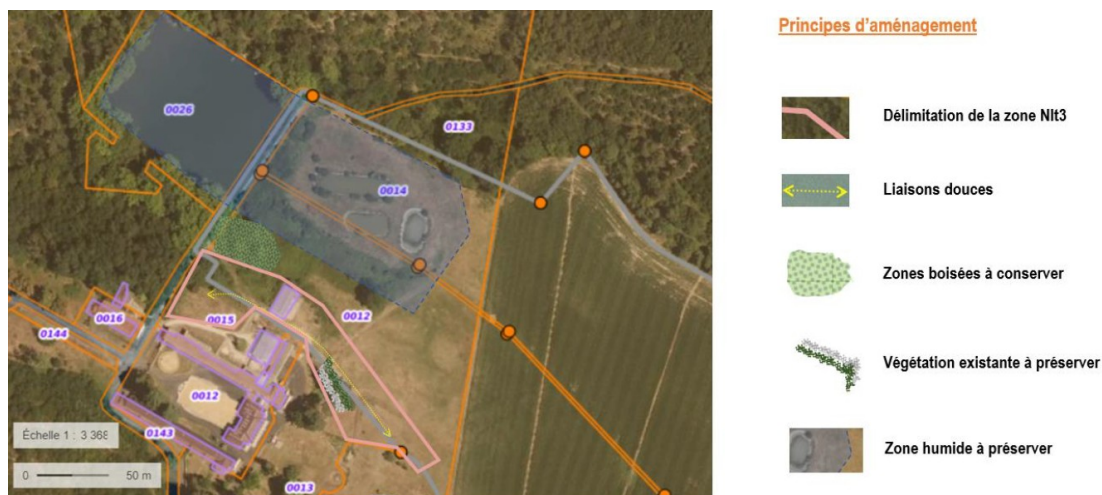 Principes d'aménagement
0026
0133
Délimitation de la zone Nlt3
0014
Liaisons douces
Zones boisées à conserver
0012
0015
0016
0144
Végétation existante à préserver
0012
0143
Échelle 1 : 3 368
Zone humide à préserver
0 50 m
0013